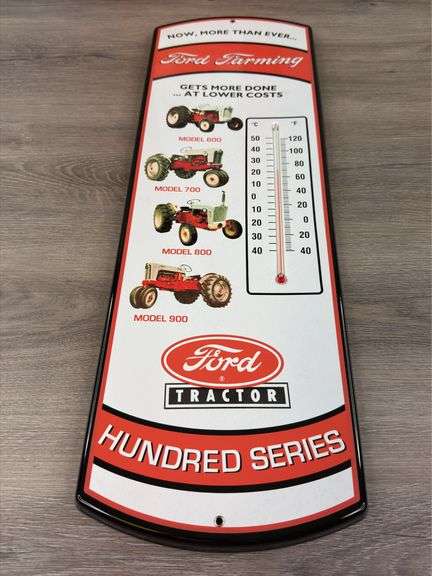 NOW, MORE THAN EVER...
Ford Farming
GETS MORE DONE
... AT LOWER COSTS
MODEL 600
MODEL 700
MODEL 800
MODEL 900
°C °F
50 120
40 100
30 80
20 60
10 40
0 20
10 0
20
30 20
40 40
Ford
®
TRACTOR
HUNDRED SERIES